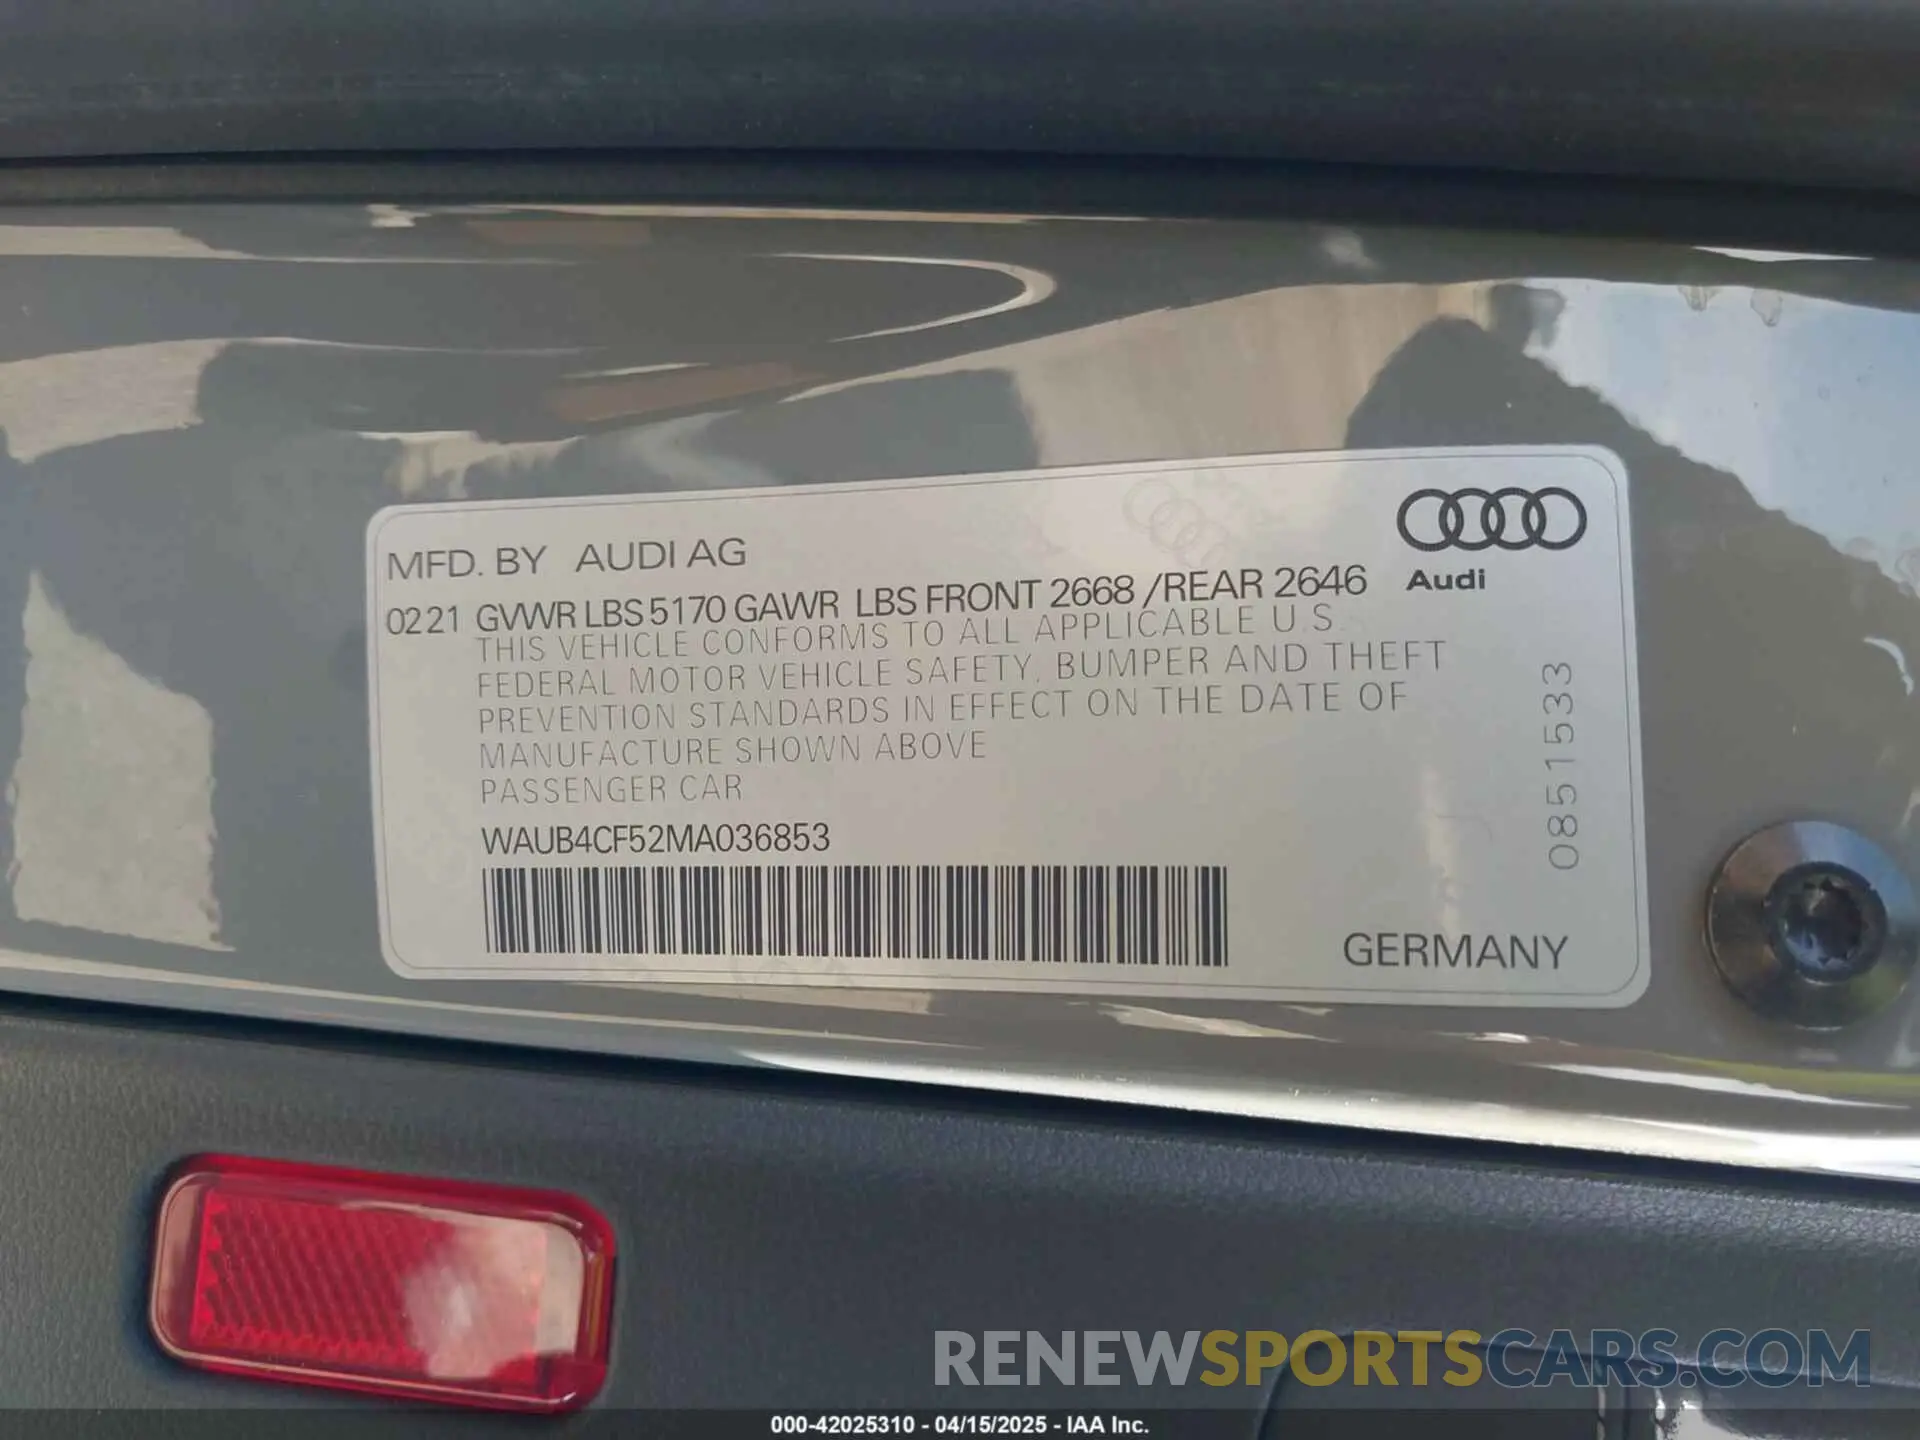 MFD. BY AUDI AG
0221 GVWR LBS 5170 GAWR LBS FRONT 2668 /REAR 2646
Audi
THIS VEHICLE CONFORMS TO ALL APPLICABLE U.S.
FEDERAL MOTOR VEHICLE SAFETY, BUMPER AND THEFT
PREVENTION STANDARDS IN EFFECT ON THE DATE OF
MANUFACTURE SHOWN ABOVE
PASSENGER CAR
WAUB4CF52MA036853
0851533
GERMANY
RENEWSPORTSCARS.COM
000-42025310 - 04/15/2025 - IAA Inc.